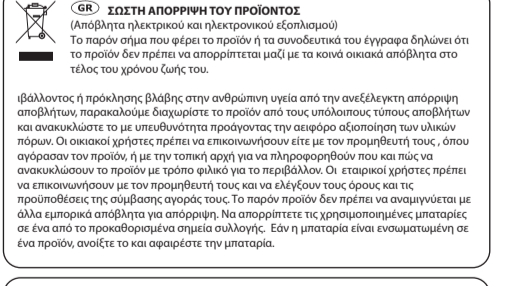 GR ΣΩΣΤΗ ΑΠΟΡΡΙΨΗ ΤΟΥ ΠΡΟΪΟΝΤΟΣ
(Απόβλητα ηλεκτρικού και ηλεκτρονικού εξοπλισμού)
Το παρόν σήμα που φέρει το προϊόν ή τα συνοδευτικά του έγγραφα δηλώνει ότι
το προϊόν δεν πρέπει να απορρίπτεται μαζί με τα κοινά οικιακά απόβλητα στο
τέλος του χρόνου ζωής του.
ιβάλλοντος ή πρόκλησης βλάβης στην ανθρώπινη υγεία από την ανεξέλεγκτη απόρριψη
αποβλήτων, παρακαλούμε διαχωρίστε το προϊόν από τους υπόλοιπους τύπους αποβλήτων
και ανακυκλώστε το με υπευθυνότητα προάγοντας την αειφόρο αξιοποίηση των υλικών
πόρων. Οι οικιακοί χρήστες πρέπει να επικοινωνήσουν είτε με τον προμηθευτή τους , όπου
αγόρασαν τον προϊόν, ή με την τοπική αρχή για να πληροφορηθούν που και πώς να
ανακυκλώσουν το προϊόν με τρόπο φιλικό για το περιβάλλον. Οι εταιρικοί χρήστες πρέπει
να επικοινωνήσουν με τον προμηθευτή τους και να ελέγξουν τους όρους και τις
προϋποθέσεις της σύμβασης αγοράς τους. Το παρόν προϊόν δεν πρέπει να αναμιγνύεται με
άλλα εμπορικά απόβλητα για απόρριψη. Να απορρίπτετε τις χρησιμοποιημένες μπαταρίες
σε ένα από το προκαθορισμένα σημεία συλλογής. Εάν η μπαταρία είναι ενσωματωμένη σε
ένα προϊόν, ανοίξτε το και αφαιρέστε την μπαταρία.